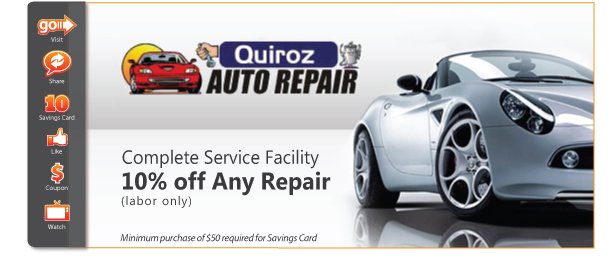 go
Visit
Share
10
Savings Card
Like
$
Coupon
Watch
Quiroz
AUTO REPAIR
Complete Service Facility
10% off Any Repair
(labor only)
Minimum purchase of $50 required for Savings Card